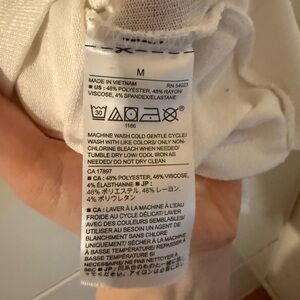 M
MADE IN VIETNAM
■ US : 48% POLYESTER, 48% RAYON/
VISCOSE, 4% SPANDEX/ELASTANE
30
1166
MACHINE WASH COLD GENTLE CYCLE/
WASH WITH LIKE COLORS/ ONLY NON-
CHLORINE BLEACH WHEN NEEDED/
TUMBLE DRY LOW/ COOL IRON AS
NEEDED/ DO NOT DRY CLEAN
CA 17897
■ CA : 48% POLYESTER, 48% VISCOSE,
4% ÉLASTHANNE ■ JP :
48% ポリエステル, 48% レーヨン,
4% ポリウレタン
■ CA : LAVER À LA MACHINE À L'EAU
FROIDE AU CYCLE DÉLICAT/ LAVER
AVEC DES COULEURS SEMBLABLES/
UTILISER AU BESOIN UN AGENT DE
BLANCHIMENT SANS CHLORE
UNIQUEMENT/ SÉCHER À LA MACHINE
À BASSE TEMPÉRATURE/ REPASSER À
BASSE TEMPÉRATURE SI
NÉCESSAIRE/ NE PAS NETTOYER À